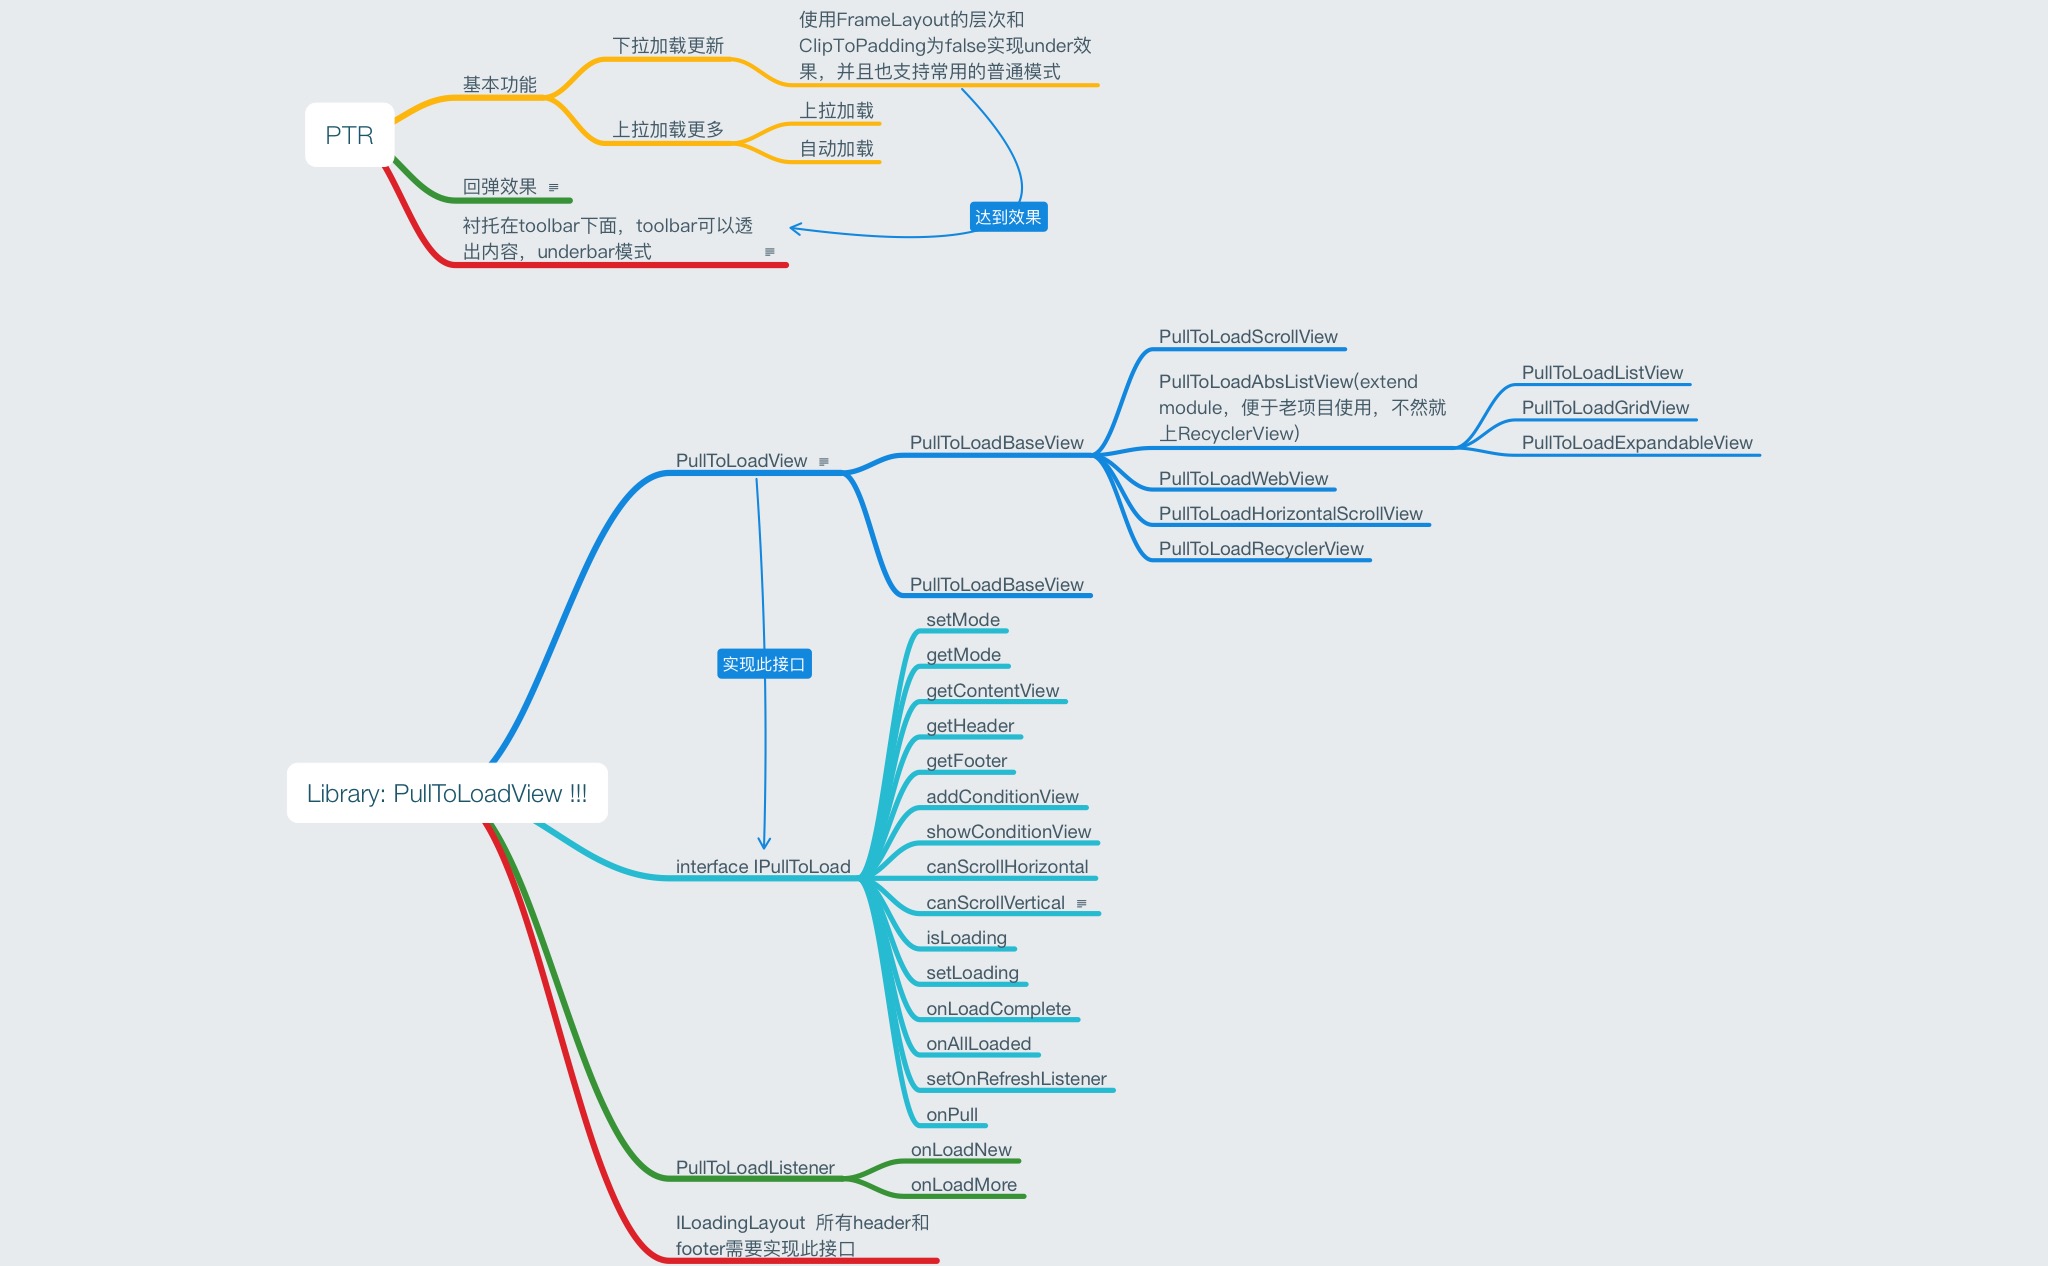 PTR
基本功能
下拉加载更新
使用FrameLayout的层次和
ClipToPadding为false实现under效
果，并且也支持常用的普通模式
上拉加载更多
上拉加载
自动加载
回弹效果
衬托在toolbar下面，toolbar可以透
出内容，underbar模式
达到效果
Library: PullToLoadView !!!
PullToLoadView
PullToLoadBaseView
PullToLoadScrollView
PullToLoadAbsListView(extend
module，便于老项目使用，不然就
上RecyclerView)
PullToLoadListView
PullToLoadGridView
PullToLoadExpandableView
PullToLoadWebView
PullToLoadHorizontalScrollView
PullToLoadRecyclerView
PullToLoadBaseView
实现此接口
interface IPullToLoad
setMode
getMode
getContentView
getHeader
getFooter
addConditionView
showConditionView
canScrollHorizontal
canScrollVertical
isLoading
setLoading
onLoadComplete
onAllLoaded
setOnRefreshListener
onPull
PullToLoadListener
onLoadNew
onLoadMore
ILoadingLayout 所有header和
footer需要实现此接口